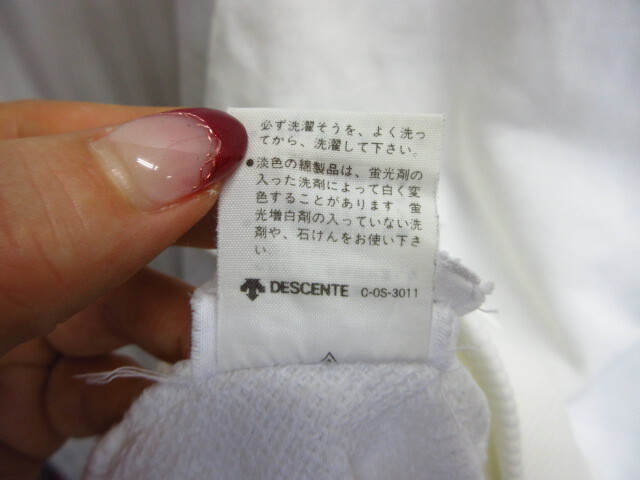 必ず洗濯そうを、よく洗っ
てから、洗濯して下さい。
●淡色の綿製品は、蛍光剤の
入った洗剤によって白く変
色することがあります 蛍
光増白剤の入っていない洗
剤や、石けんをお使い下さ
い.
DESCENTE C-OS-3011